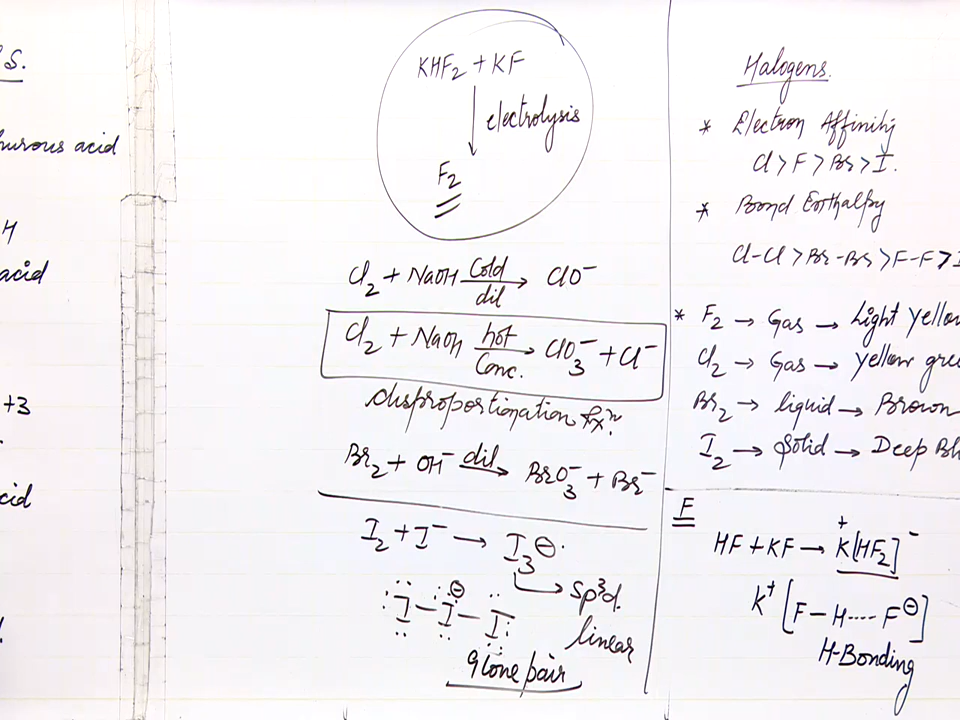 S.
acid
H
acid
+3
KHF₂ + KF
↓ electrolysis
F₂
Cl₂ + NaOH Cold dil → ClO⁻
Cl₂ + NaOH hot Conc. → ClO₃⁻ + Cl⁻
disproportionation Rxⁿ.
Br₂ + OH⁻ dil → BrO₃⁻ + Br⁻
I₂ + I⁻ → I₃⊖.
sp³d.
linear
I – I⊖ – I
9 lone pair
Halogens.
* Electron Affinity
Cl > F > Br > I.
* Bond Enthalpy
Cl-Cl > Br-Br > F-F > I
* F₂ → Gas → Light Yellow
Cl₂ → Gas → Yellow gre
Br₂ → liquid → Brown
I₂ → Solid → Deep Bl
F
HF + KF → K⁺[HF₂]⁻
K⁺ [F – H .... F⊖]
H-Bonding